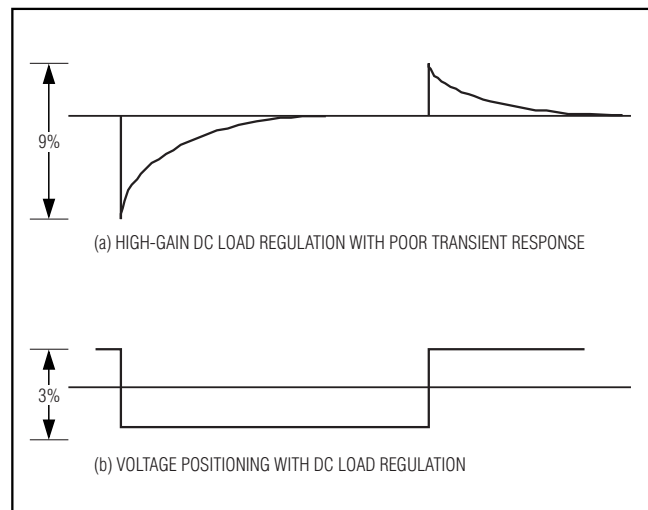 9%
(a) HIGH-GAIN DC LOAD REGULATION WITH POOR TRANSIENT RESPONSE
3%
(b) VOLTAGE POSITIONING WITH DC LOAD REGULATION